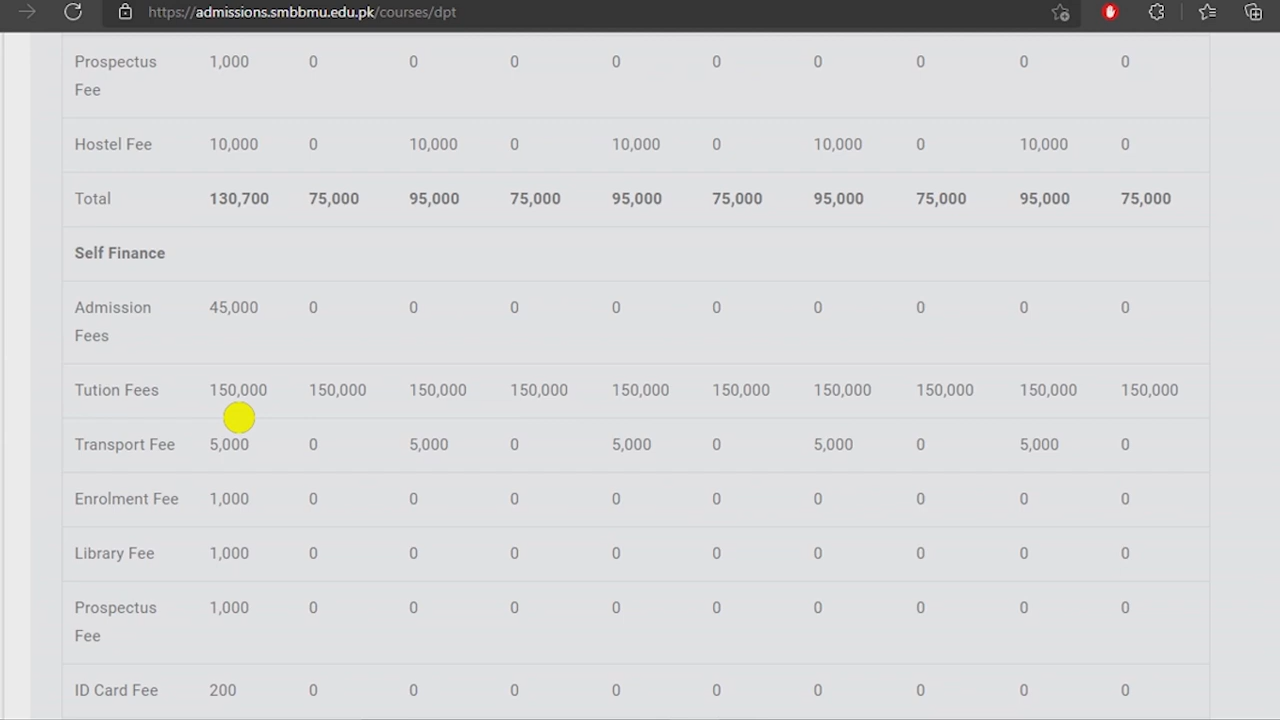 https://admissions.smbbmu.edu.pk/courses/dpt
Prospectus Fee 1,000 0 0 0 0 0 0 0 0 0
Hostel Fee 10,000 0 10,000 0 10,000 0 10,000 0 10,000 0
Total 130,700 75,000 95,000 75,000 95,000 75,000 95,000 75,000 95,000 75,000
Self Finance
Admission Fees 45,000 0 0 0 0 0 0 0 0 0
Tution Fees 150,000 150,000 150,000 150,000 150,000 150,000 150,000 150,000 150,000 150,000
Transport Fee 5,000 0 5,000 0 5,000 0 5,000 0 5,000 0
Enrolment Fee 1,000 0 0 0 0 0 0 0 0 0
Library Fee 1,000 0 0 0 0 0 0 0 0 0
Prospectus Fee 1,000 0 0 0 0 0 0 0 0 0
ID Card Fee 200 0 0 0 0 0 0 0 0 0